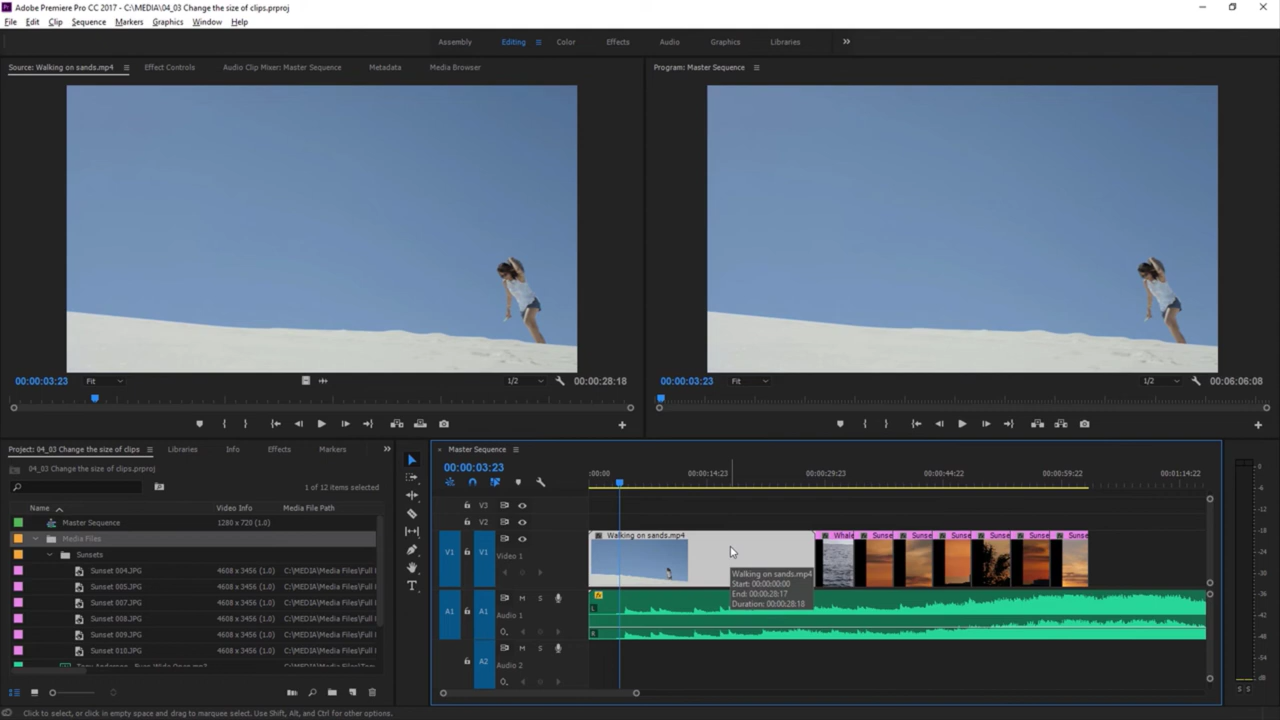 Adobe Premiere Pro CC 2017 - C:\MEDIA\04_03 Change the size of clips.prproj
File Edit Clip Sequence Markers Graphics Window Help
Assembly Editing Color Effects Audio Graphics Libraries
Source: Walking on sands.mp4 Effect Controls Audio Clip Mixer: Master Sequence Metadata Media Browser
Program: Master Sequence
00:00:03:23 Fit 1/2 00:00:28:18
00:00:03:23 Fit 1/2 00:06:06:08
Project: 04_03 Change the size of clips Libraries Info Effects Markers
04_03 Change the size of clips.prproj
1 of 12 items selected
Name Video Info Media File Path
Master Sequence 1280 x 720 (1.0)
Media Files
Sunsets
Sunset 004.JPG 4608 x 3456 (1.0) C:\MEDIA\Media Files\Full I
Sunset 005.JPG 4608 x 3456 (1.0) C:\MEDIA\Media Files\Full I
Sunset 007.JPG 4608 x 3456 (1.0) C:\MEDIA\Media Files\Full I
Sunset 008.JPG 4608 x 3456 (1.0) C:\MEDIA\Media Files\Full I
Sunset 009.JPG 4608 x 3456 (1.0) C:\MEDIA\Media Files\Full I
Sunset 010.JPG 4608 x 3456 (1.0) C:\MEDIA\Media Files\Full I
Master Sequence
00:00:03:23
:00:00 00:00:14:23 00:00:29:23 00:00:44:22 00:00:59:22 00:01:14:22
V3
V2
V1 V1 Video 1
Walking on sands.mp4 Whale Sunse Sunse Sunse Sunse Sunse Sunse
Walking on sands.mp4
Start: 00:00:00:00
End: 00:00:28:17
Duration: 00:00:28:18
A1 A1 M S
Audio 1
L
R
A2 M S
Audio 2
0
-6
-12
-18
-24
-30
-36
-42
-48
-54
dB
S S
Click to select, or click in empty space and drag to marquee select. Use Shift, Alt, and Ctrl for other options.